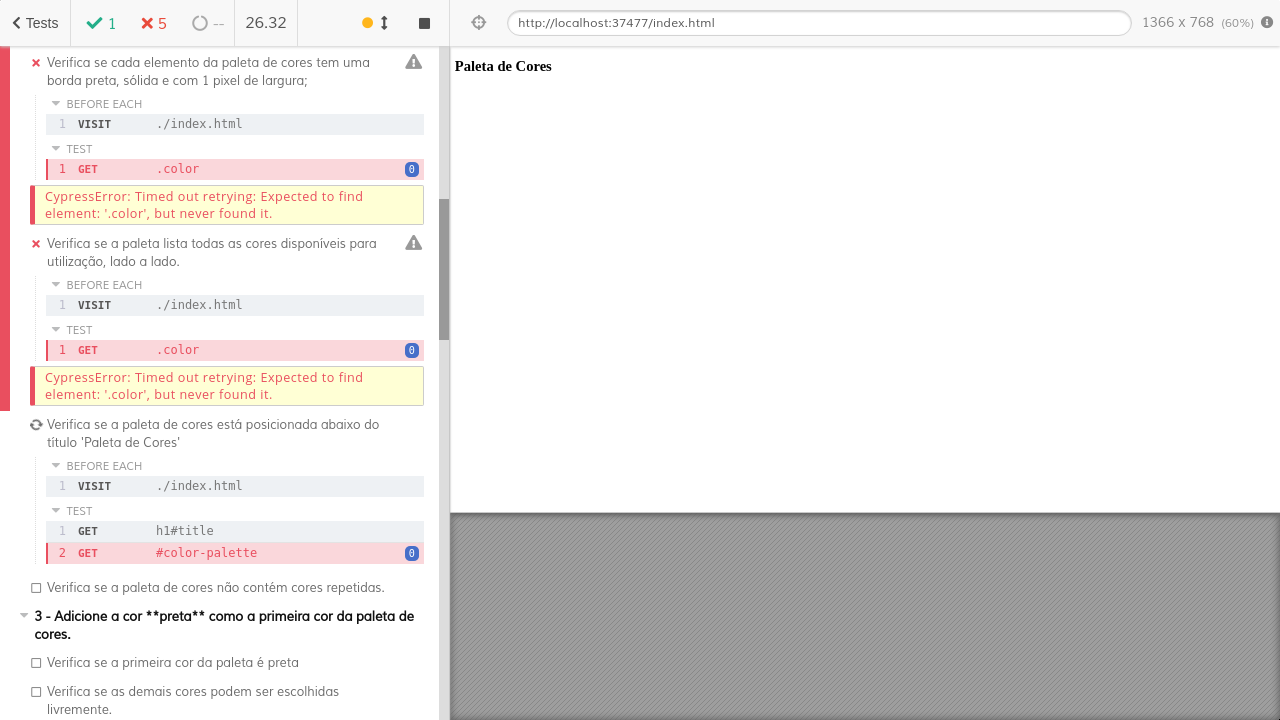 Tests
1
5
--
26.32
http://localhost:37477/index.html
1366 x 768 (60%)
Verifica se cada elemento da paleta de cores tem uma
borda preta, sólida e com 1 pixel de largura;
BEFORE EACH
1 VISIT ./index.html
TEST
1 GET .color 0
CypressError: Timed out retrying: Expected to find
element: '.color', but never found it.
Verifica se a paleta lista todas as cores disponíveis para
utilização, lado a lado.
BEFORE EACH
1 VISIT ./index.html
TEST
1 GET .color 0
CypressError: Timed out retrying: Expected to find
element: '.color', but never found it.
Verifica se a paleta de cores está posicionada abaixo do
título 'Paleta de Cores'
BEFORE EACH
1 VISIT ./index.html
TEST
1 GET h1#title
2 GET #color-palette 0
Verifica se a paleta de cores não contém cores repetidas.
3 - Adicione a cor **preta** como a primeira cor da paleta de
cores.
Verifica se a primeira cor da paleta é preta
Verifica se as demais cores podem ser escolhidas
livremente.
Paleta de Cores